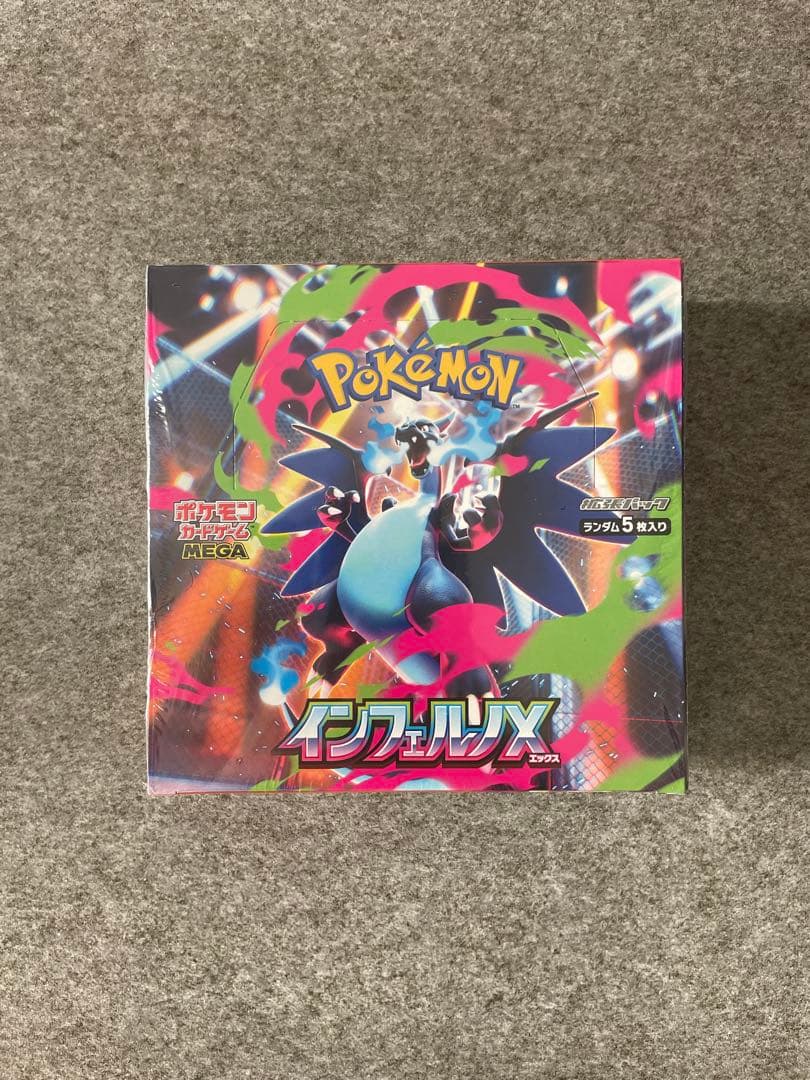 POKéMON
TM
ポケモン
カードゲーム
MEGA
拡張パック
ランダム5枚入り
インフェルノX
エックス